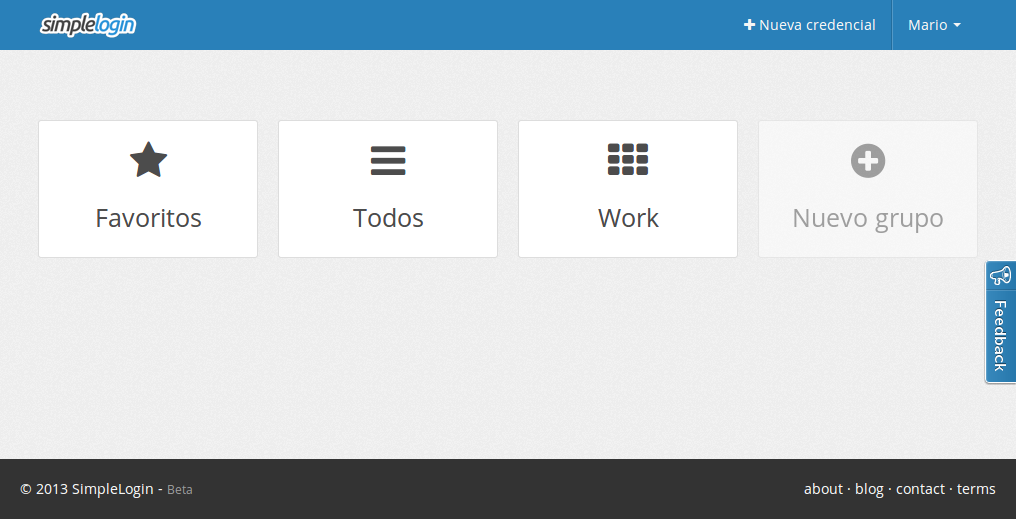 simplelogin
Nueva credencial
Mario
Favoritos
Todos
Work
Nuevo grupo
Feedback
© 2013 SimpleLogin - Beta
about · blog · contact · terms